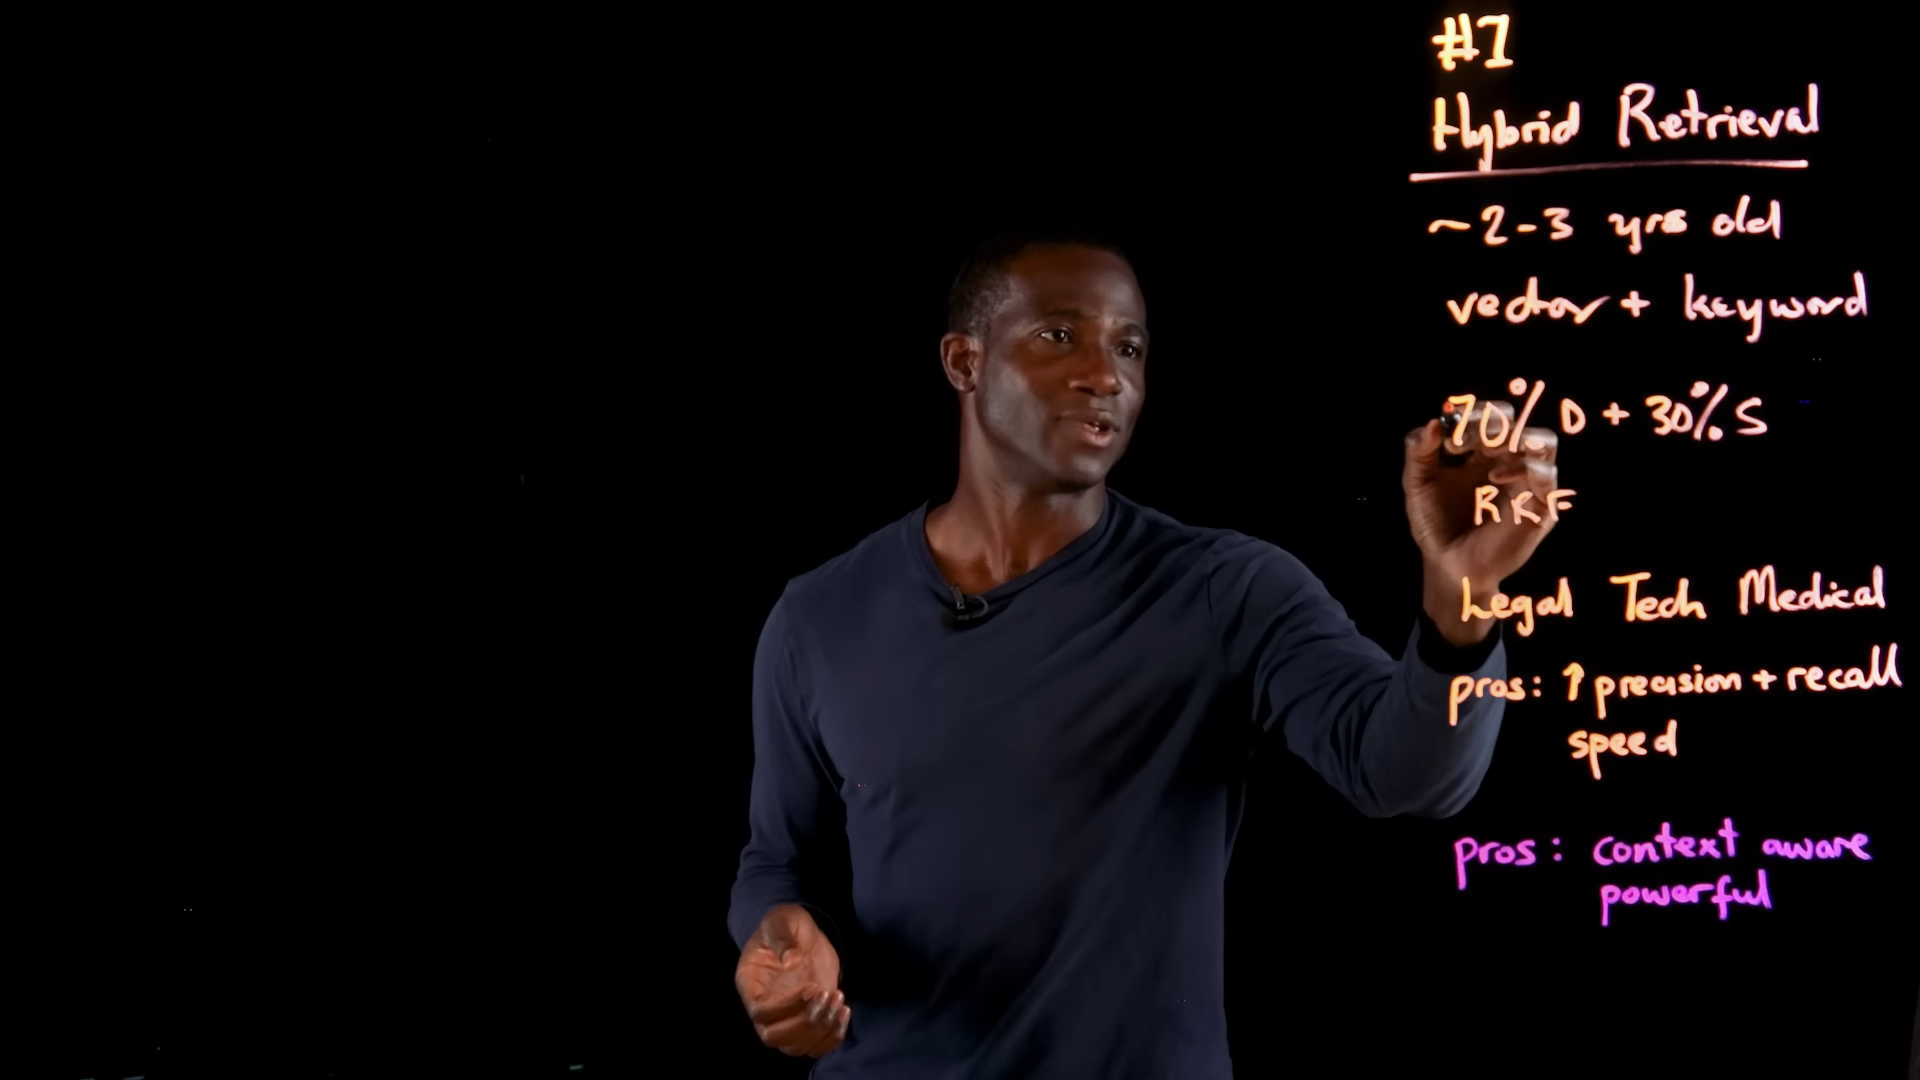 #1
Hybrid Retrieval
~2-3 yrs old
vector + keyword
70% D + 30% S
RRF
Legal Tech Medical
pros: ↑ precision + recall
speed
pros: context aware
powerful